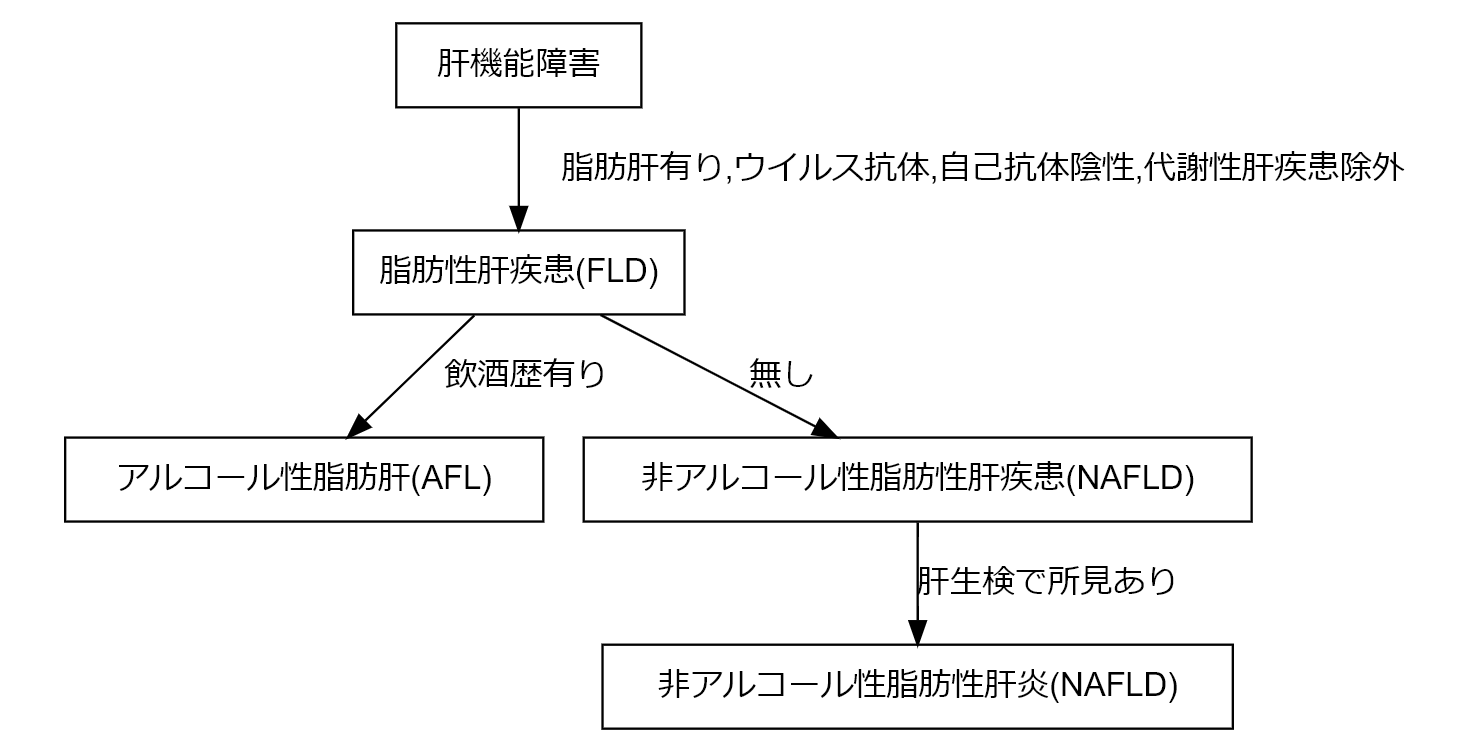 肝機能障害
脂肪肝有り,ウイルス抗体,自己抗体陰性,代謝性肝疾患除外
脂肪性肝疾患(FLD)
飲酒歴有り
無し
アルコール性脂肪肝(AFL)
非アルコール性脂肪性肝疾患(NAFLD)
肝生検で所見あり
非アルコール性脂肪性肝炎(NAFLD)